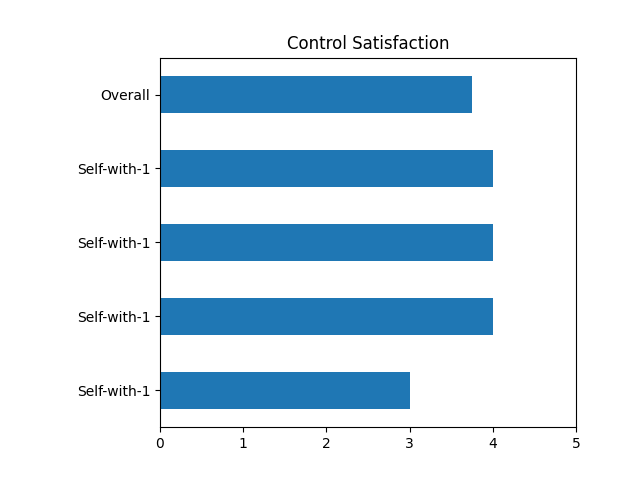 Control Satisfaction
Overall
Self-with-1
Self-with-1
Self-with-1
Self-with-1
0 1 2 3 4 5